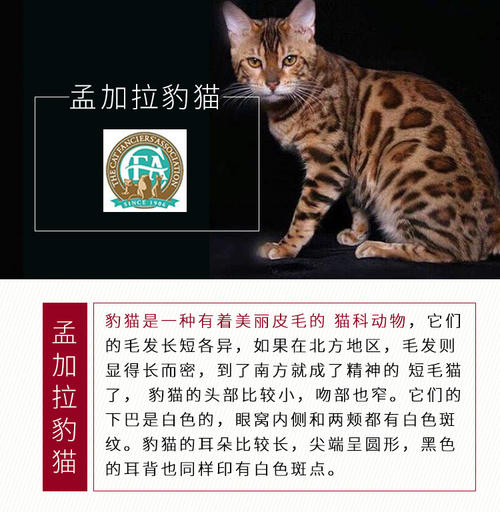 孟加拉豹猫
THE CAT FANCIERS' ASSOCIATION
CFA
SINCE 1906
孟加拉豹猫
豹猫是一种有着美丽皮毛的 猫科动物，它们
的毛发长短各异，如果在北方地区，毛发则
显得长而密，到了南方就成了精神的 短毛猫
了， 豹猫的头部比较小，吻部也窄。它们的
下巴是白色的，眼窝内侧和两颊都有白色斑
纹。豹猫的耳朵比较长，尖端呈圆形，黑色
的耳背也同样印有白色斑点。